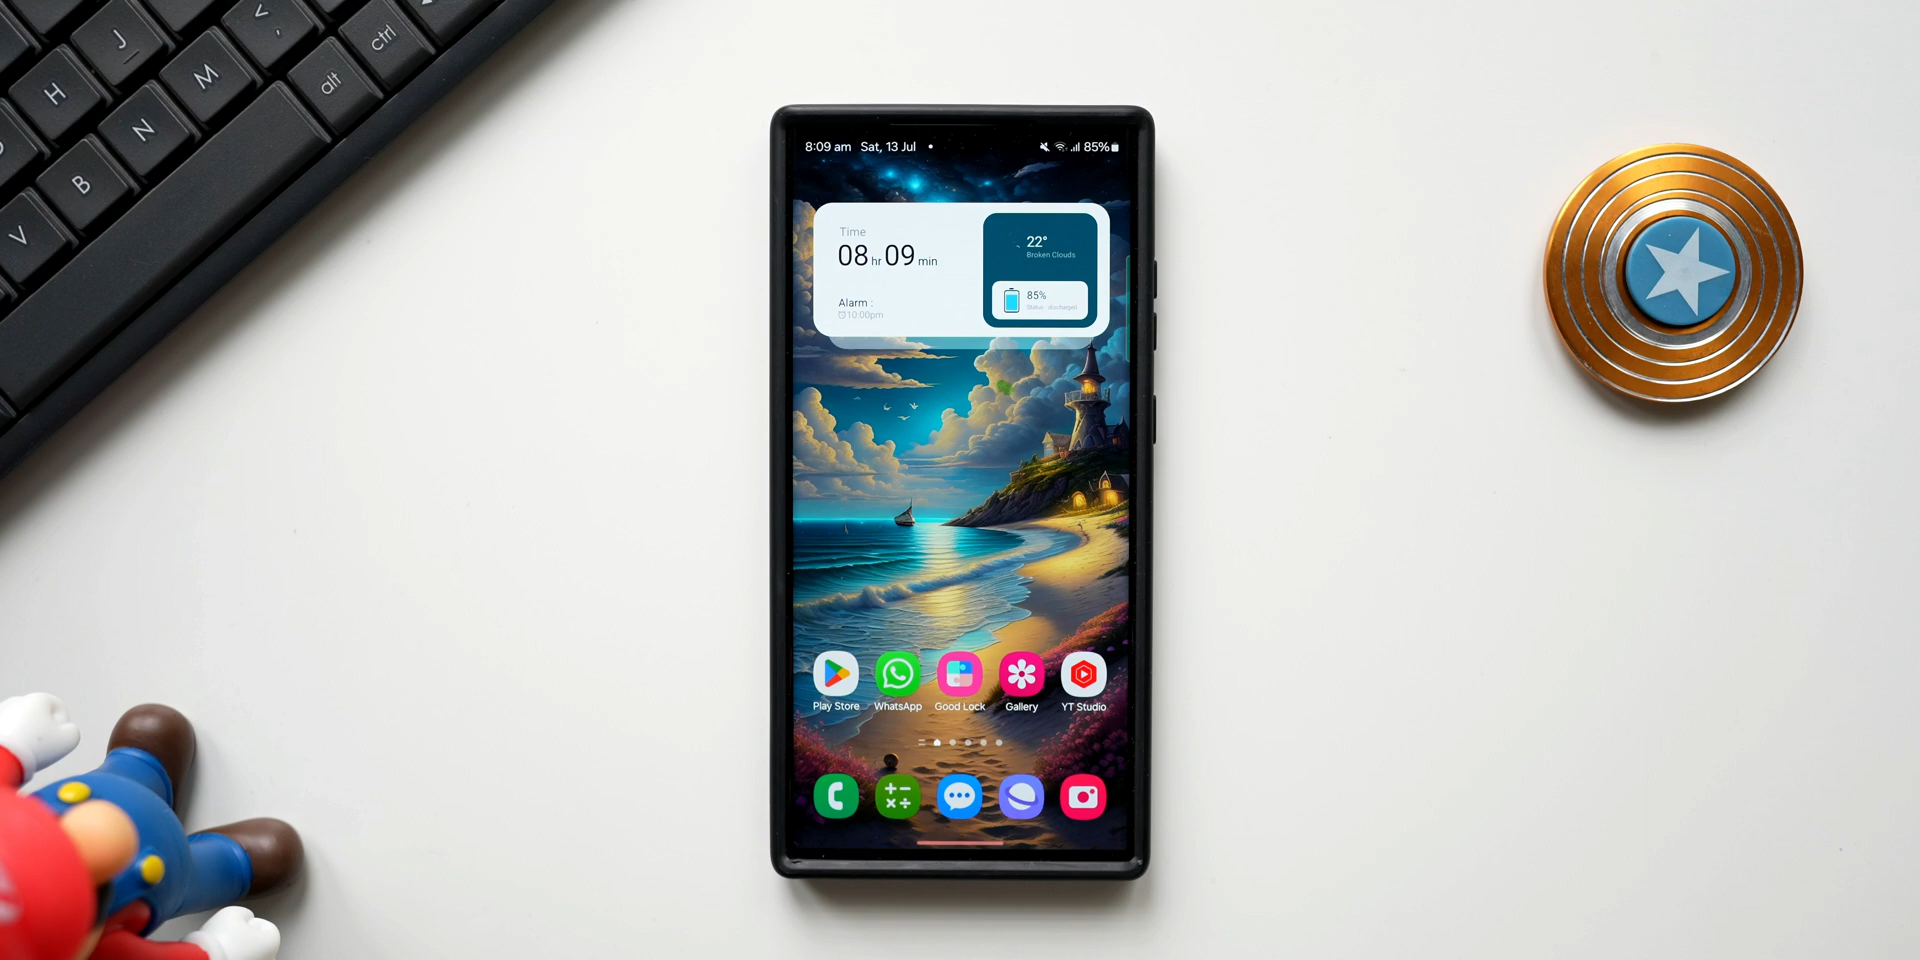 J
H
M
N
B
V
<
,
alt
ctrl
8:09 am Sat, 13 Jul 85%
Time
08 hr 09 min
Alarm :
10:00pm
22°
Broken Clouds
85%
Play Store WhatsApp Good Lock Gallery YT Studio